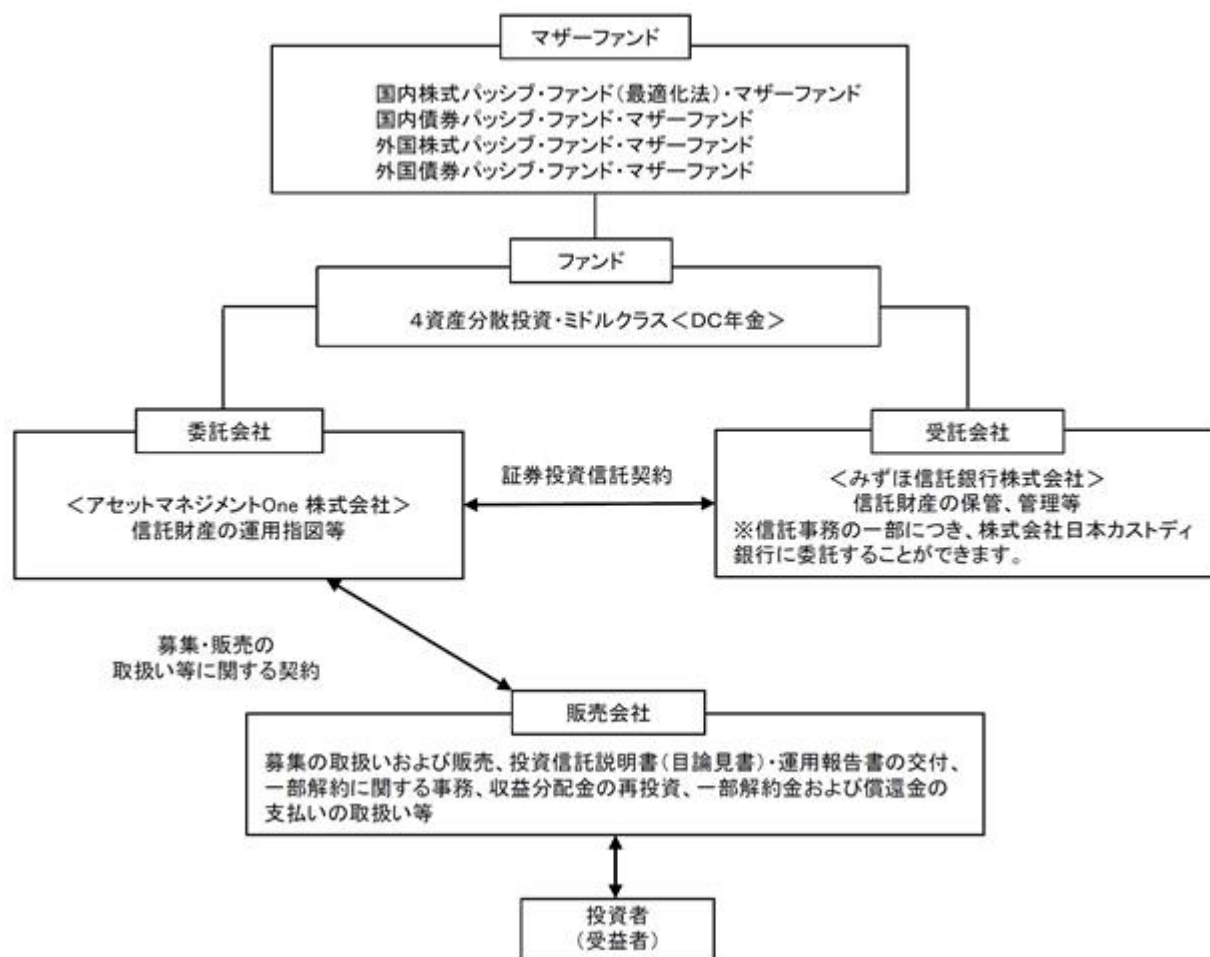 マザーファンド
国内株式パッシブ・ファンド(最適化法)・マザーファンド
国内債券パッシブ・ファンド・マザーファンド
外国株式パッシブ・ファンド・マザーファンド
外国債券パッシブ・ファンド・マザーファンド
ファンド
4資産分散投資・ミドルクラス<DC年金>
委託会社
<アセットマネジメントOne 株式会社>
信託財産の運用指図等
証券投資信託契約
受託会社
<みずほ信託銀行株式会社>
信託財産の保管、管理等
※信託事務の一部につき、株式会社日本カストディ
銀行に委託することができます。
募集・販売の
取扱い等に関する契約
販売会社
募集の取扱いおよび販売、投資信託説明書(目論見書)・運用報告書の交付、
一部解約に関する事務、収益分配金の再投資、一部解約金および償還金の
支払いの取扱い等
投資者
(受益者)